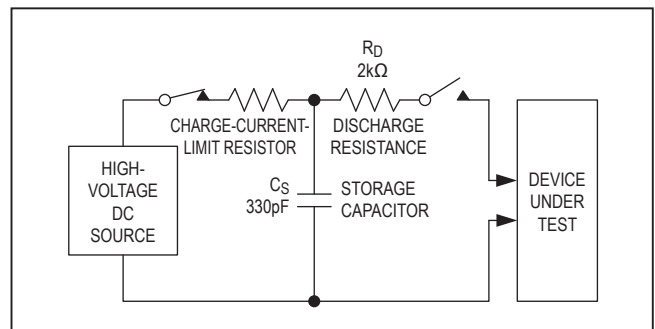 R_D
2kΩ
CHARGE-CURRENT-
LIMIT RESISTOR
DISCHARGE
RESISTANCE
HIGH-
VOLTAGE
DC
SOURCE
C_S
330pF
STORAGE
CAPACITOR
DEVICE
UNDER
TEST